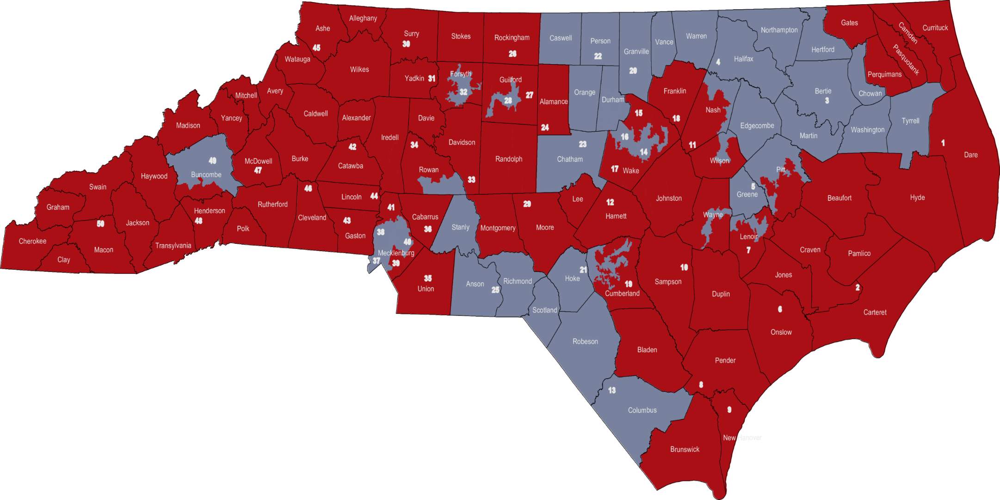 Alleghany
Ashe
45
Surry
30
Stokes
Rockingham
26
Caswell
Person
22
Granville
20
Vance
Warren
4
Halifax
Northampton
Hertford
Gates
Camden
Currituck
Pasquotank
Perquimans
Watauga
Wilkes
Yadkin 31
Forsyth
32
Guilford
27
28
Alamance
24
Orange
Durham
Franklin
18
Nash
11
Bertie
3
Chowan
Mitchell
Avery
Yancey
Madison
Caldwell
Alexander
Davie
Iredell
34
Davidson
33
Randolph
23
Chatham
15
16
14
17 Wake
Edgecombe
Martin
Washington
Tyrrell
1
Dare
Wilson
Pitt
5
Greene
Beaufort
Hyde
49
Buncombe
McDowell
47
Burke
42
Catawba
Rowan
Haywood
Swain
Graham
46
Lincoln 44
41
Rutherford
Cleveland
43
Gaston
Cabarrus
36
Stanly
Montgomery
29
Moore
Lee
12
Harnett
Johnston
Wayne
Lenoir
7
Craven
Pamlico
Henderson
48
Polk
50
Jackson
Cherokee
Macon
Transylvania
Clay
38
40
Mecklenburg
37
39
35
Union
Anson
25
Richmond
Scotland
21
Hoke
19
Cumberland
10
Sampson
Duplin
Jones
2
6
Onslow
Carteret
Robeson
Bladen
Pender
8
13
Columbus
9
New Hanover
Brunswick